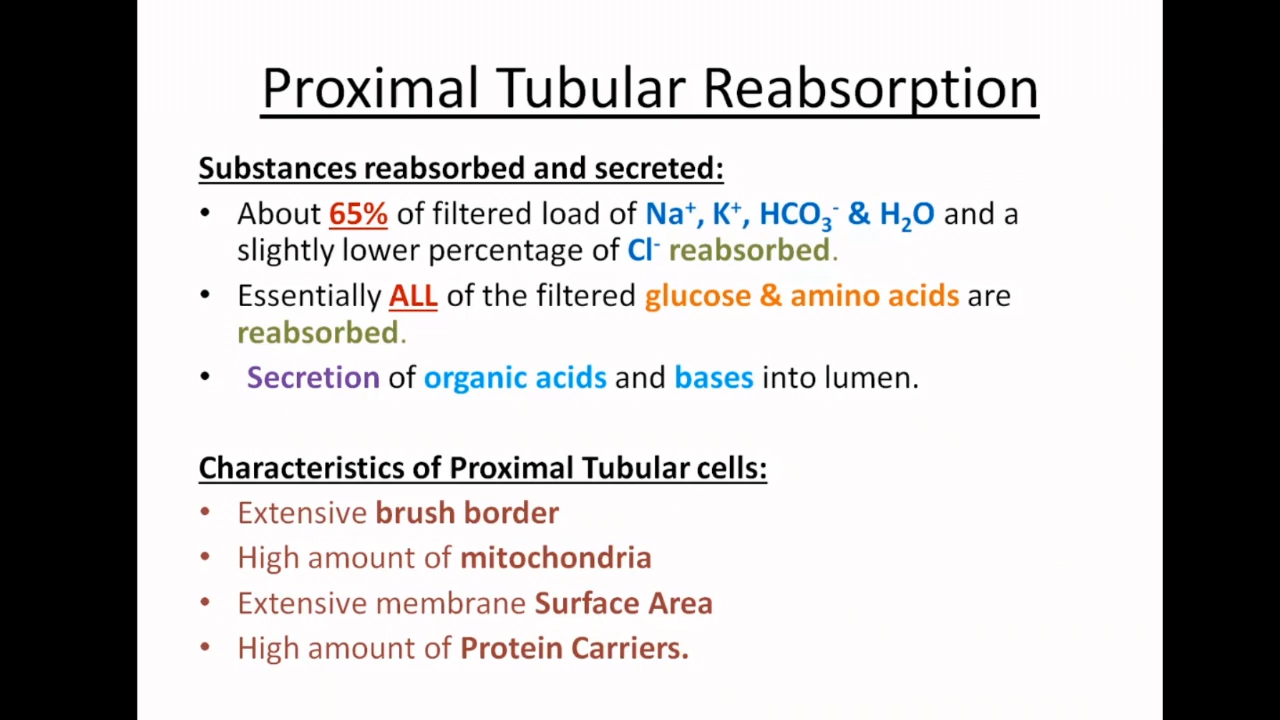 Proximal Tubular Reabsorption
Substances reabsorbed and secreted:
• About 65% of filtered load of Na⁺, K⁺, HCO₃⁻ & H₂O and a
slightly lower percentage of Cl⁻ reabsorbed.
• Essentially ALL of the filtered glucose & amino acids are
reabsorbed.
• Secretion of organic acids and bases into lumen.
Characteristics of Proximal Tubular cells:
• Extensive brush border
• High amount of mitochondria
• Extensive membrane Surface Area
• High amount of Protein Carriers.